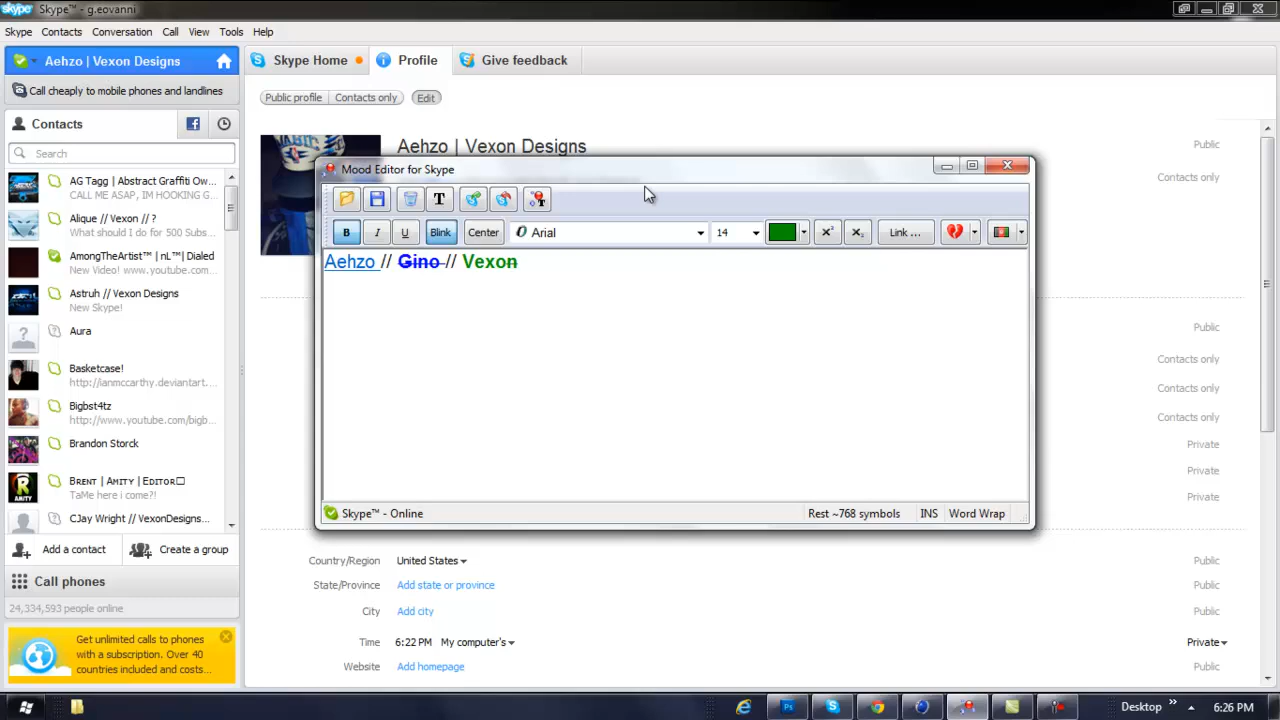 Skype™ - g.eovanni
Skype Contacts Conversation Call View Tools Help
Aehzo | Vexon Designs
Call cheaply to mobile phones and landlines
Contacts
Search
AG Tagg | Abstract Graffiti Ow...
CALL ME ASAP, IM HOOKING G...
Alique // Vexon // ?
What should I do for 500 Subs...
AmongTheArtist™ | nL™| Dialed
New Video! www.youtube.com/...
Astruh // Vexon Designs
New Skype!
Aura
Basketcase!
http://ianmccarthy.deviantart....
Bigbst4tz
http://www.youtube.com/bigb...
Brandon Storck
Brent | Amity | Editor
TaMe here i come?!
CJay Wright // VexonDesigns...
Add a contact Create a group
Call phones
24,334,593 people online
Get unlimited calls to phones
with a subscription. Over 40
countries included and costs...
Skype Home Profile Give feedback
Public profile Contacts only Edit
Aehzo | Vexon Designs Public
Contacts only
Mood Editor for Skype
T T
B I U Blink Center O Arial 14 X² X₂ Link ...
Aehzo // Gino // Vexon
Skype™ - Online Rest ~768 symbols INS Word Wrap
Public
Contacts only
Contacts only
Contacts only
Private
Private
Private
Country/Region United States Public
State/Province Add state or province Public
City Add city Public
Time 6:22 PM My computer's Private
Website Add homepage Public
Ps
Desktop 6:26 PM